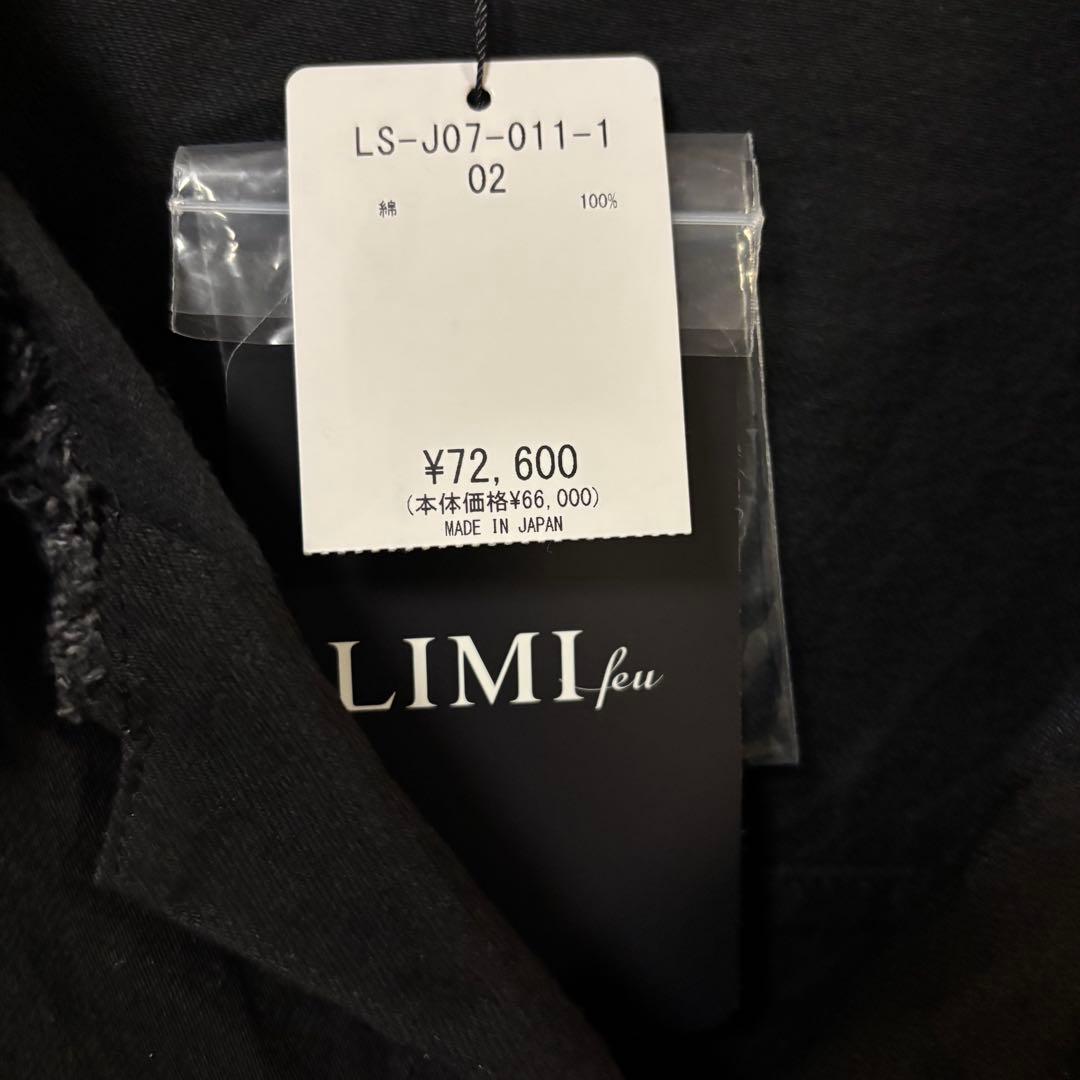 LS-J07-011-1
02
綿 100%
¥72,600
(本体価格¥66,000)
MADE IN JAPAN
LIMI feu